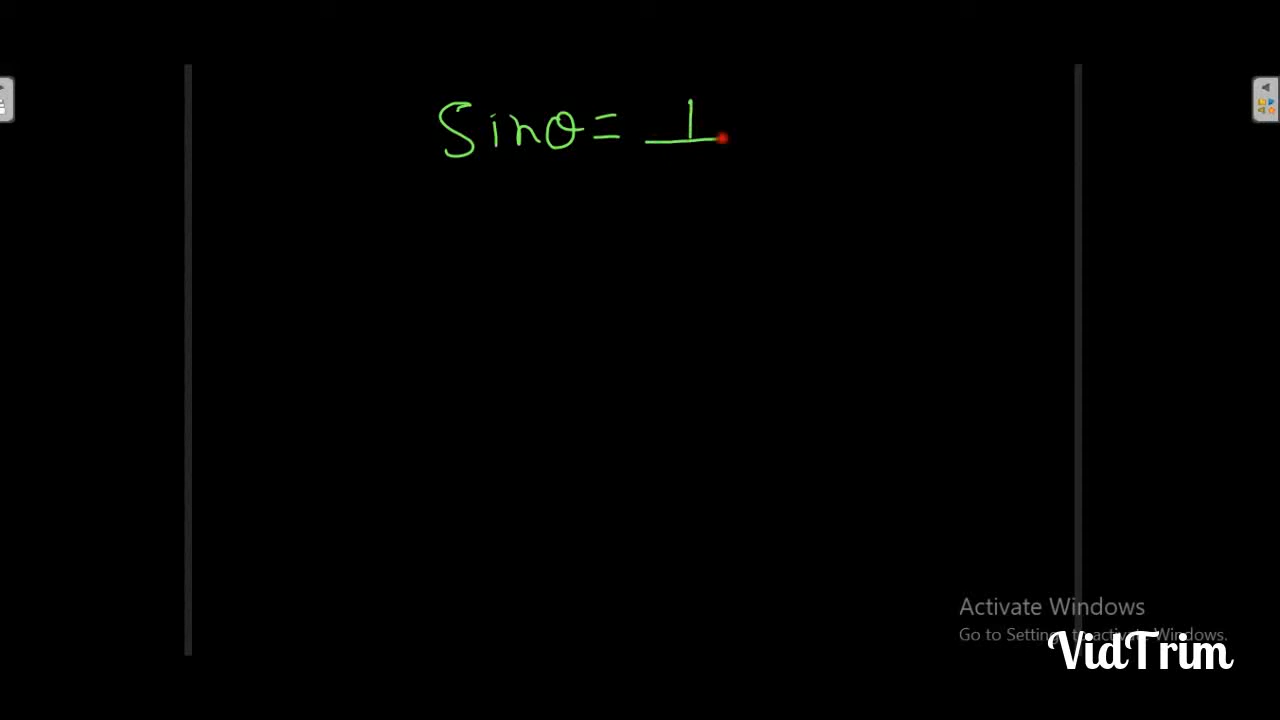 Sinθ = 1
Activate Windows
Go to Settings to activate Windows.
VidTrim